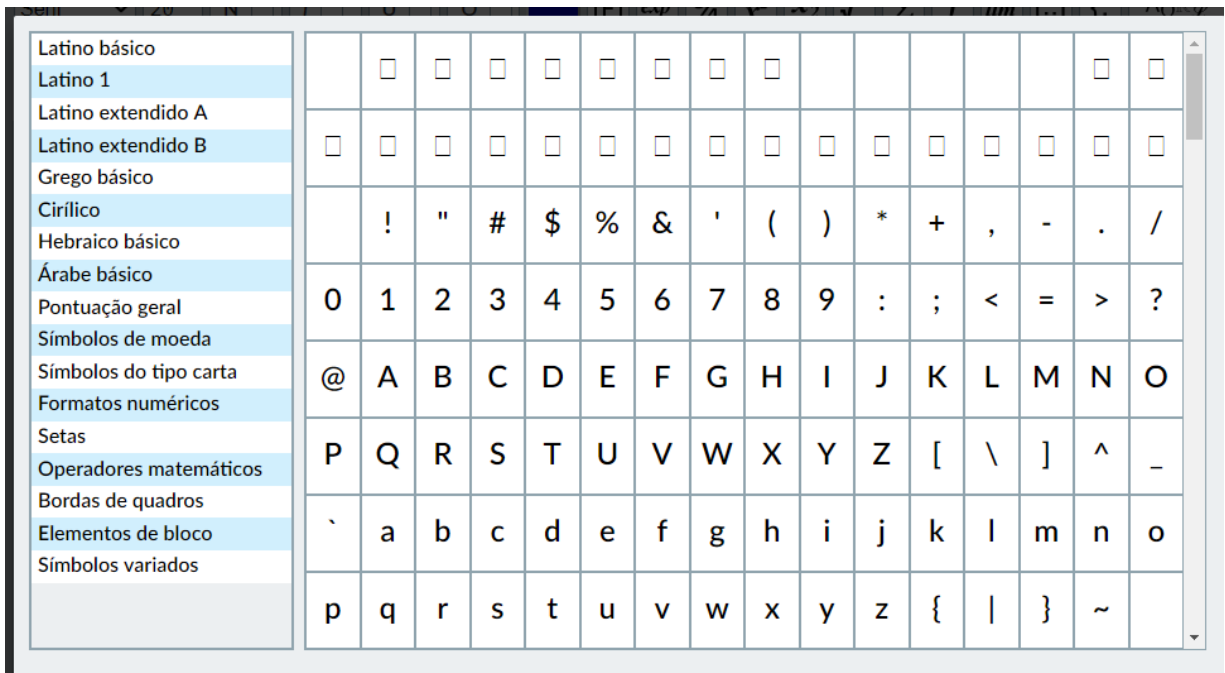 Latino básico
Latino 1
Latino extendido A
Latino extendido B
Grego básico
Cirílico
Hebraico básico
Árabe básico
Pontuação geral
Símbolos de moeda
Símbolos do tipo carta
Formatos numéricos
Setas
Operadores matemáticos
Bordas de quadros
Elementos de bloco
Símbolos variados
! " # $ % & ' ( ) * + , - . /
0 1 2 3 4 5 6 7 8 9 : ; < = > ?
@ A B C D E F G H I J K L M N O
P Q R S T U V W X Y Z [ \ ] ^ _
` a b c d e f g h i j k l m n o
p q r s t u v w x y z { | } ~